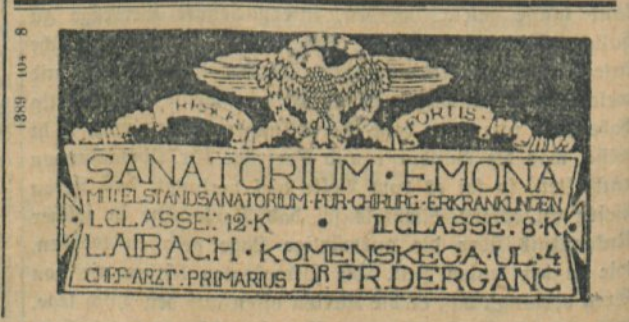 1389 104 8
FORTIS
SANATORIUM · EMONA
MITTELSTANDSANATORIUM · FÜR · CHIRURG · ERKRANKUNGEN
I. CLASSE: 12 · K • II. CLASSE: 8 · K
LAIBACH · KOMENSKEGA · UL · 4
CHEF-ARZT: PRIMARIUS DR FR. DERGANC